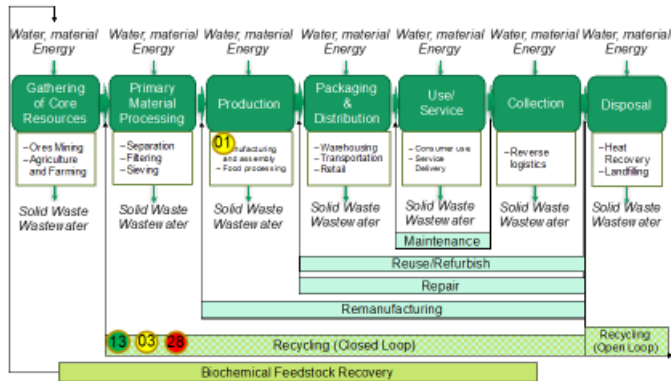 Water, material
Energy
Water, material
Energy
Water, material
Energy
Water, material
Energy
Water, material
Energy
Water, material
Energy
Water, material
Energy
Gathering
of Core
Resources
Primary
Material
Processing
Production
Packaging
&
Distribution
Use/
Service
Collection
Disposal
–Ores Mining
–Agriculture
and Farming
–Separation
–Filtering
–Sieving
01
nufacturing
and assembly
– Food processing
–Warehousing
–Transportation
–Retail
– Consumer use
– Service
Delivery
–Reverse
logistics
–Heat
Recovery
–Landfilling
Solid Waste
Wastewater
Solid Waste
Wastewater
Solid Waste
Wastewater
Solid Waste
Wastewater
Solid Waste
Wastewater
Solid Waste
Wastewater
Solid Waste
Wastewater
Maintenance
Reuse/Refurbish
Repair
Remanufacturing
13 03 28
Recycling (Closed Loop)
Recycling
(Open Loop)
Biochemical Feedstock Recovery